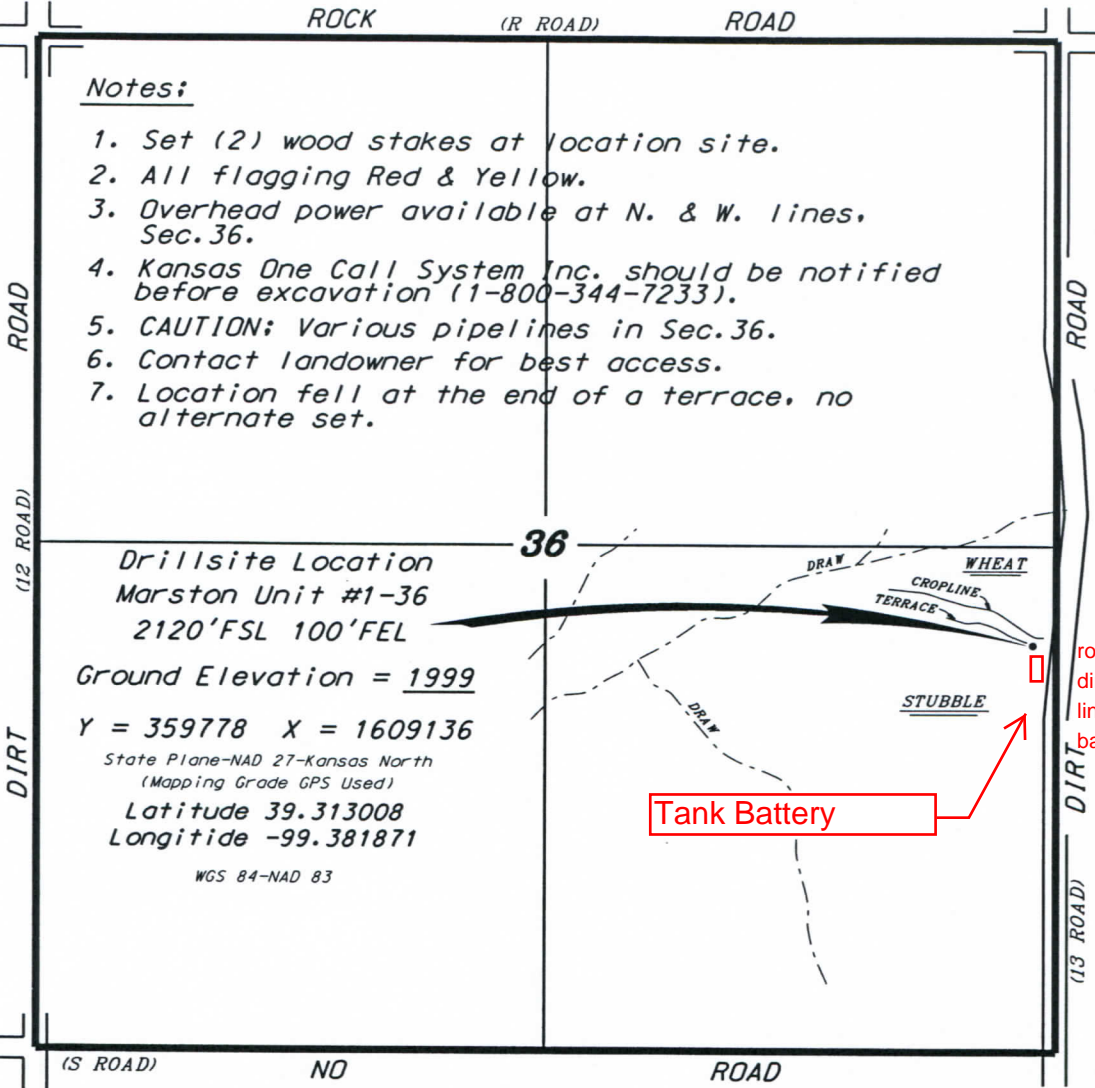 ROCK (R ROAD) ROAD
Notes:
1. Set (2) wood stakes at location site.
2. All flagging Red & Yellow.
3. Overhead power available at N. & W. lines,
Sec.36.
4. Kansas One Call System Inc. should be notified
before excavation (1-800-344-7233).
5. CAUTION: Various pipelines in Sec.36.
6. Contact landowner for best access.
7. Location fell at the end of a terrace, no
alternate set.
ROAD
(12 ROAD)
DIRT
36
Drillsite Location
Marston Unit #1-36
2120'FSL 100'FEL
Ground Elevation = 1999
Y = 359778 X = 1609136
State Plane-NAD 27-Kansas North
(Mapping Grade GPS Used)
Latitude 39.313008
Longitide -99.381871
WGS 84-NAD 83
DRAW
WHEAT
CROPLINE
TERRACE
STUBBLE
DRAW
Tank Battery
ROAD
DIRT
(13 ROAD)
(S ROAD) NO ROAD